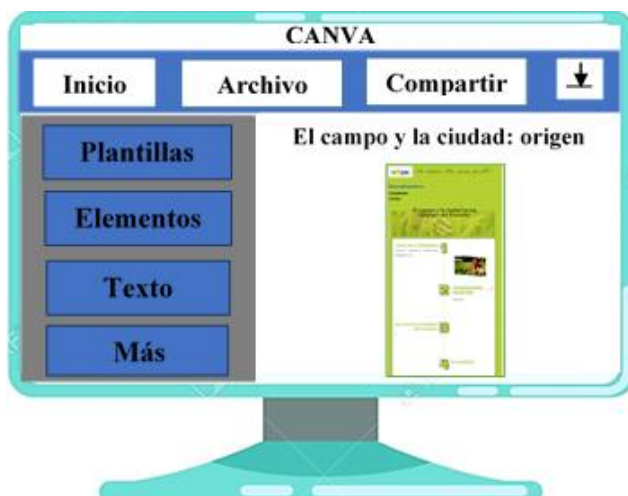 CANVA
Inicio Archivo Compartir
Plantillas
Elementos
Texto
Más
El campo y la ciudad: origen